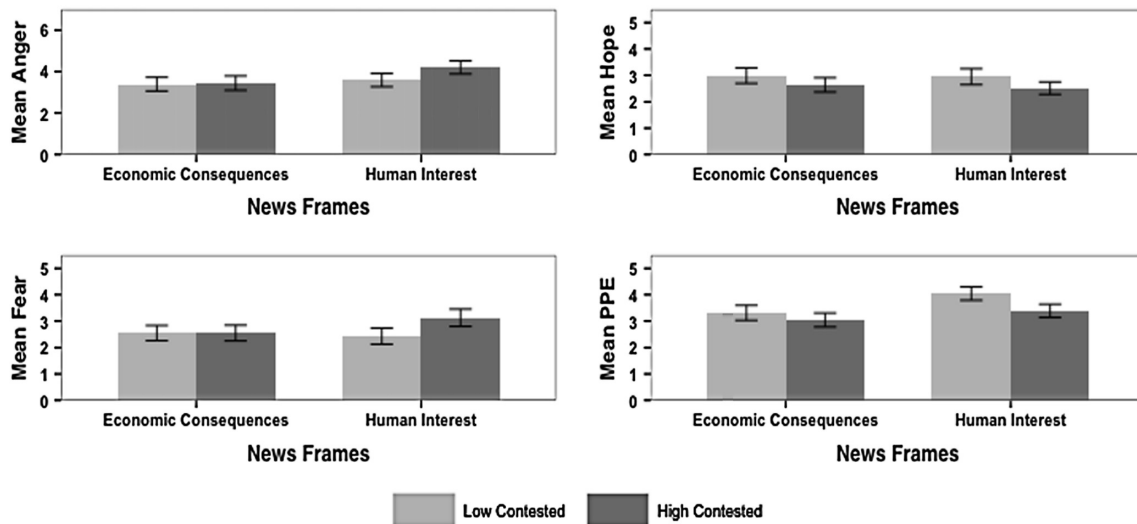 Mean Anger
6
4
2
0
Economic Consequences Human Interest
News Frames
Mean Hope
5
4
3
2
1
0
Economic Consequences Human Interest
News Frames
Mean Fear
5
4
3
2
1
0
Economic Consequences Human Interest
News Frames
Mean PPE
5
4
3
2
1
0
Economic Consequences Human Interest
News Frames
Low Contested High Contested